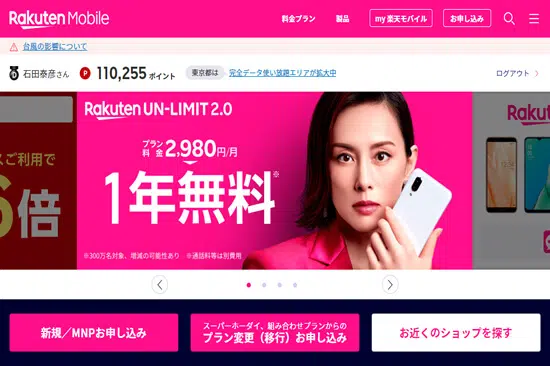 Rakuten Mobile
料金プラン 製品 my 楽天モバイル お申し込み
台風の影響について
石田泰彦さん P 110,255 ポイント 東京都は 完全データ使い放題エリアが拡大中 ログアウト
Rakuten UN-LIMIT 2.0
プラン料金 2,980円/月
1年無料※
※300万名対象、増減の可能性あり ※通話料等は別費用
スご利用で
6倍
Raku
新規/MNPお申し込み
スーパーホーダイ、組み合わせプランからの
プラン変更(移行)お申し込み
お近くのショップを探す